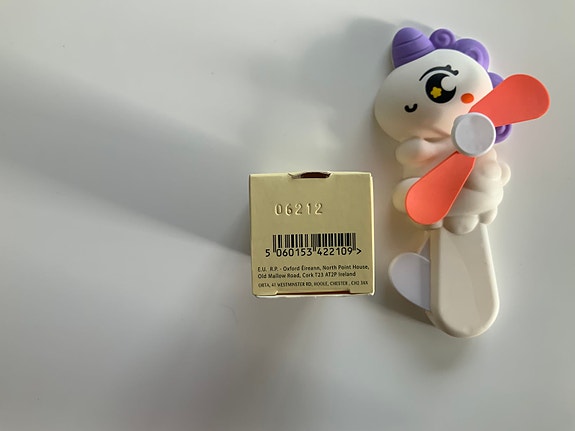 06212
5 060153 422109 >
E.U. R.P. - Oxford Éireann, North Point House,
Old Mallow Road, Cork T23 AT2P Ireland
ORTA, 41 WESTMINSTER RD, HOOLE, CHESTER, CH2 3AX